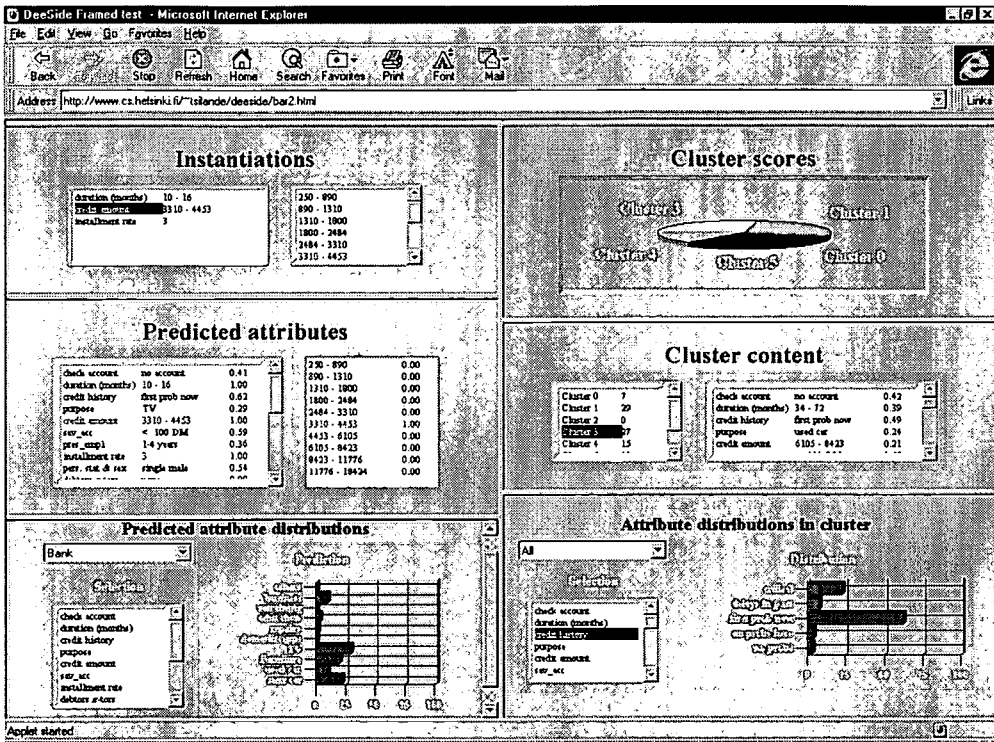 DeeSide Framed test - Microsoft Internet Explorer
File Edit View Go Favorites Help
Back Stop Refresh Home Search Favorites Print Font Mail
Address http://www.cs.helsinki.fi/~tsilande/deeside/bar2.html Links
Instantiations
duration (months) 10 - 16
credit amount 3310 - 4453
installment rate 3
250 - 890
890 - 1310
1310 - 1800
1800 - 2484
2484 - 3310
3310 - 4453
Cluster scores
Cluster 3
Cluster 1
Cluster 4
Cluster 5
Cluster 0
Predicted attributes
check account no account 0.41
duration (months) 10 - 16 1.00
credit history first prob now 0.62
purpose TV 0.29
credit amount 3310 - 4453 1.00
sav_acc < 100 DM 0.59
pres_empl 1-4 years 0.36
installment rate 3 1.00
pers. stat & sex single male 0.54
250 - 890 0.00
890 - 1310 0.00
1310 - 1800 0.00
1800 - 2484 0.00
2484 - 3310 0.00
3310 - 4453 1.00
4453 - 6105 0.00
6105 - 8423 0.00
8423 - 11776 0.00
11776 - 18424 0.00
Cluster content
Cluster 0 7
Cluster 1 29
Cluster 2 0
Cluster 3
Cluster 4 15
check account no account 0.42
duration (months) 34 - 72 0.39
credit history first prob now 0.49
purpose used car
credit amount 6105 - 8423 0.21
Predicted attribute distributions
Bank
Selection
check account
duration (months)
credit history
purpose
credit amount
sav_acc
installment rate
Prediction
0 25
Attribute distributions in cluster
All
Selection
check account
duration (months)
credit history
purpose
credit amount
sav_acc
Distribution
first prob now
0 25
Applet started